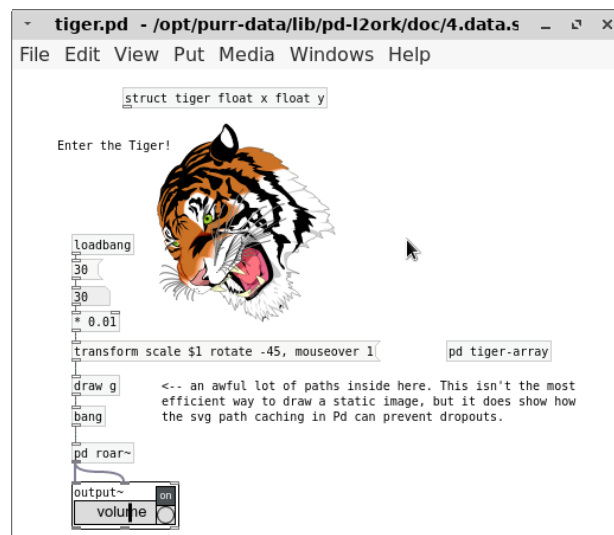 tiger.pd - /opt/purr-data/lib/pd-l2ork/doc/4.data.s
File Edit View Put Media Windows Help
struct tiger float x float y
Enter the Tiger!
loadbang
30
30
* 0.01
transform scale $1 rotate -45, mouseover 1
pd tiger-array
draw g
<-- an awful lot of paths inside here. This isn't the most
efficient way to draw a static image, but it does show how
the svg path caching in Pd can prevent dropouts.
bang
pd roar~
output~
on
volume